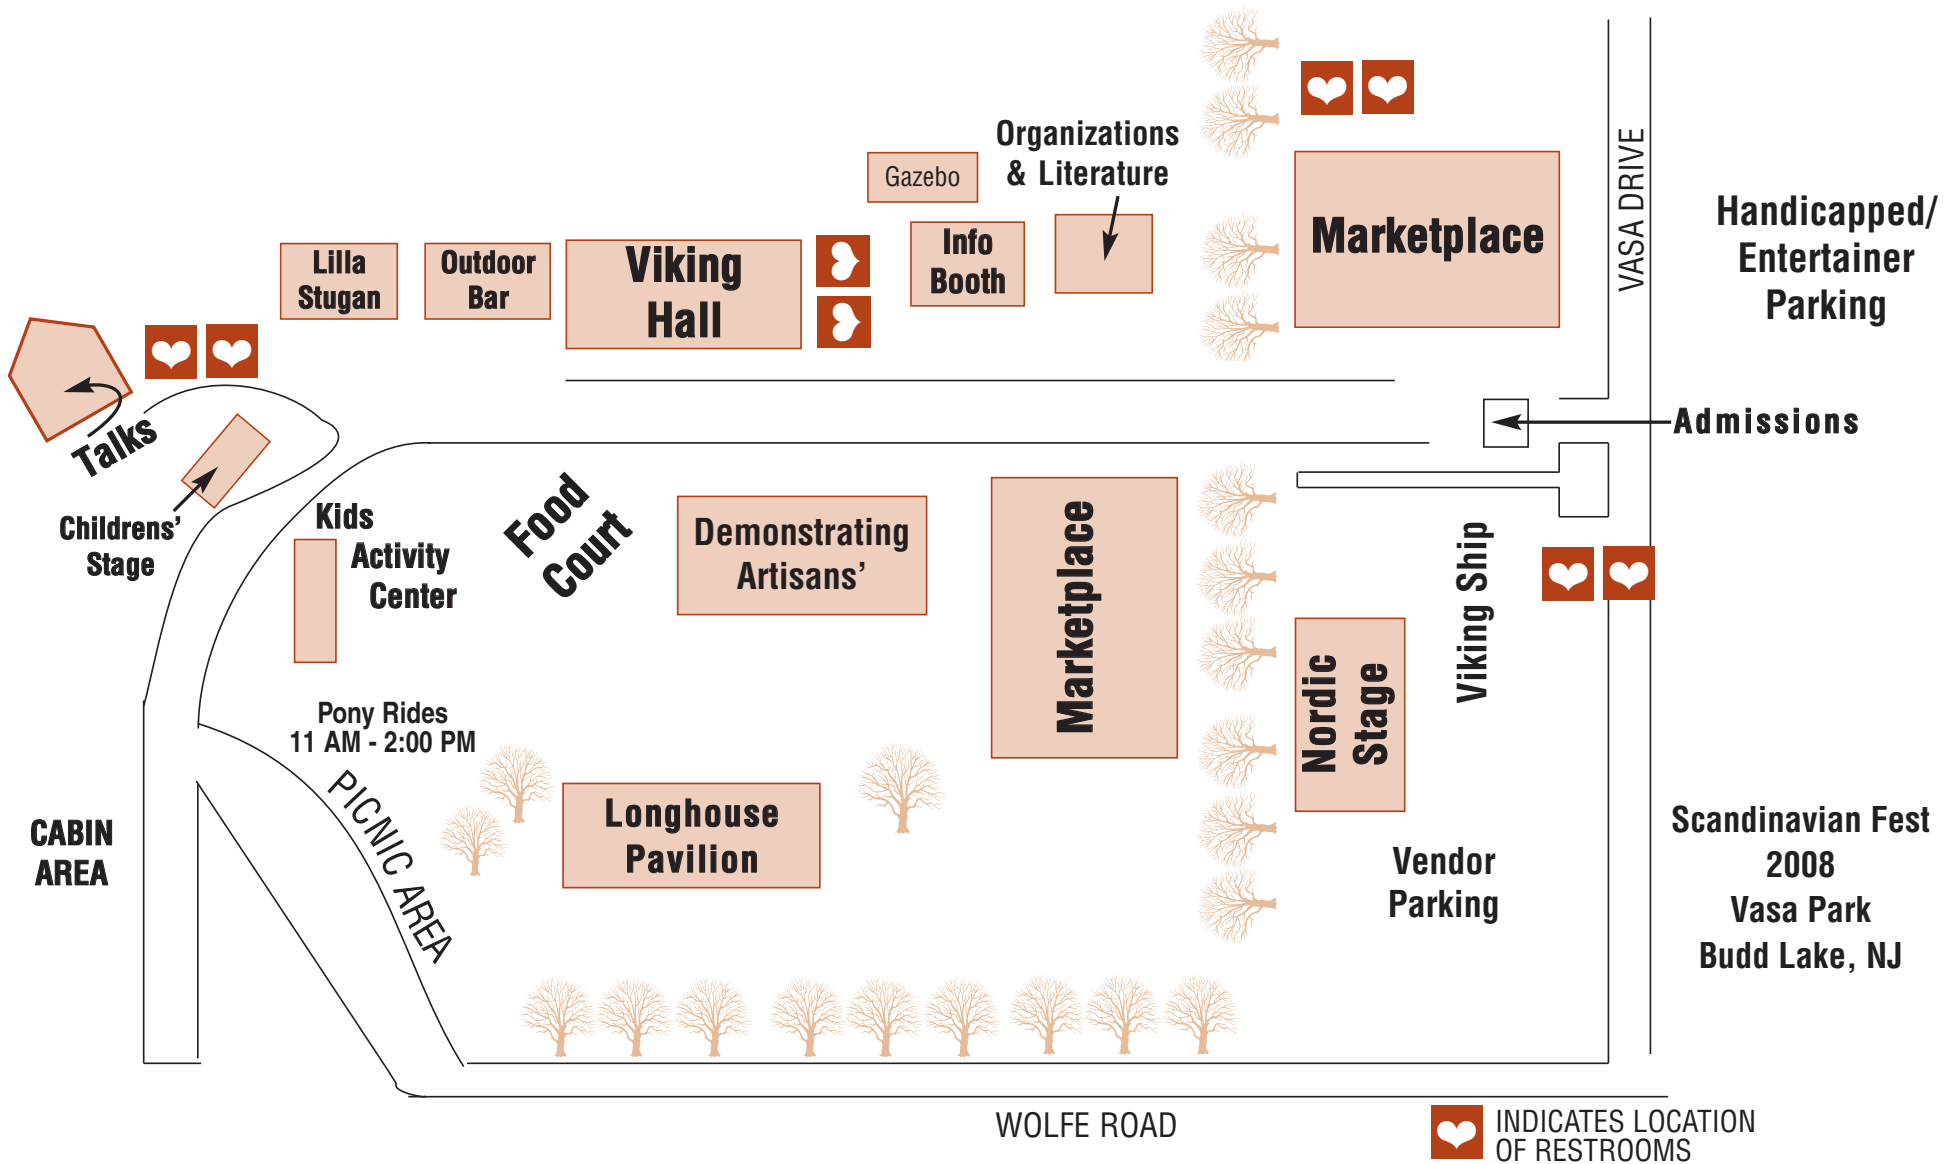 Organizations
& Literature
Gazebo
Info
Booth
Marketplace
VASA DRIVE
Handicapped/
Entertainer
Parking
Lilla
Stugan
Outdoor
Bar
Viking
Hall
Talks
Childrens'
Stage
Admissions
Kids
Activity
Center
Food
Court
Demonstrating
Artisans'
Marketplace
Viking Ship
Nordic
Stage
Pony Rides
11 AM - 2:00 PM
PICNIC AREA
Longhouse
Pavilion
CABIN
AREA
Vendor
Parking
Scandinavian Fest
2008
Vasa Park
Budd Lake, NJ
WOLFE ROAD
INDICATES LOCATION
OF RESTROOMS